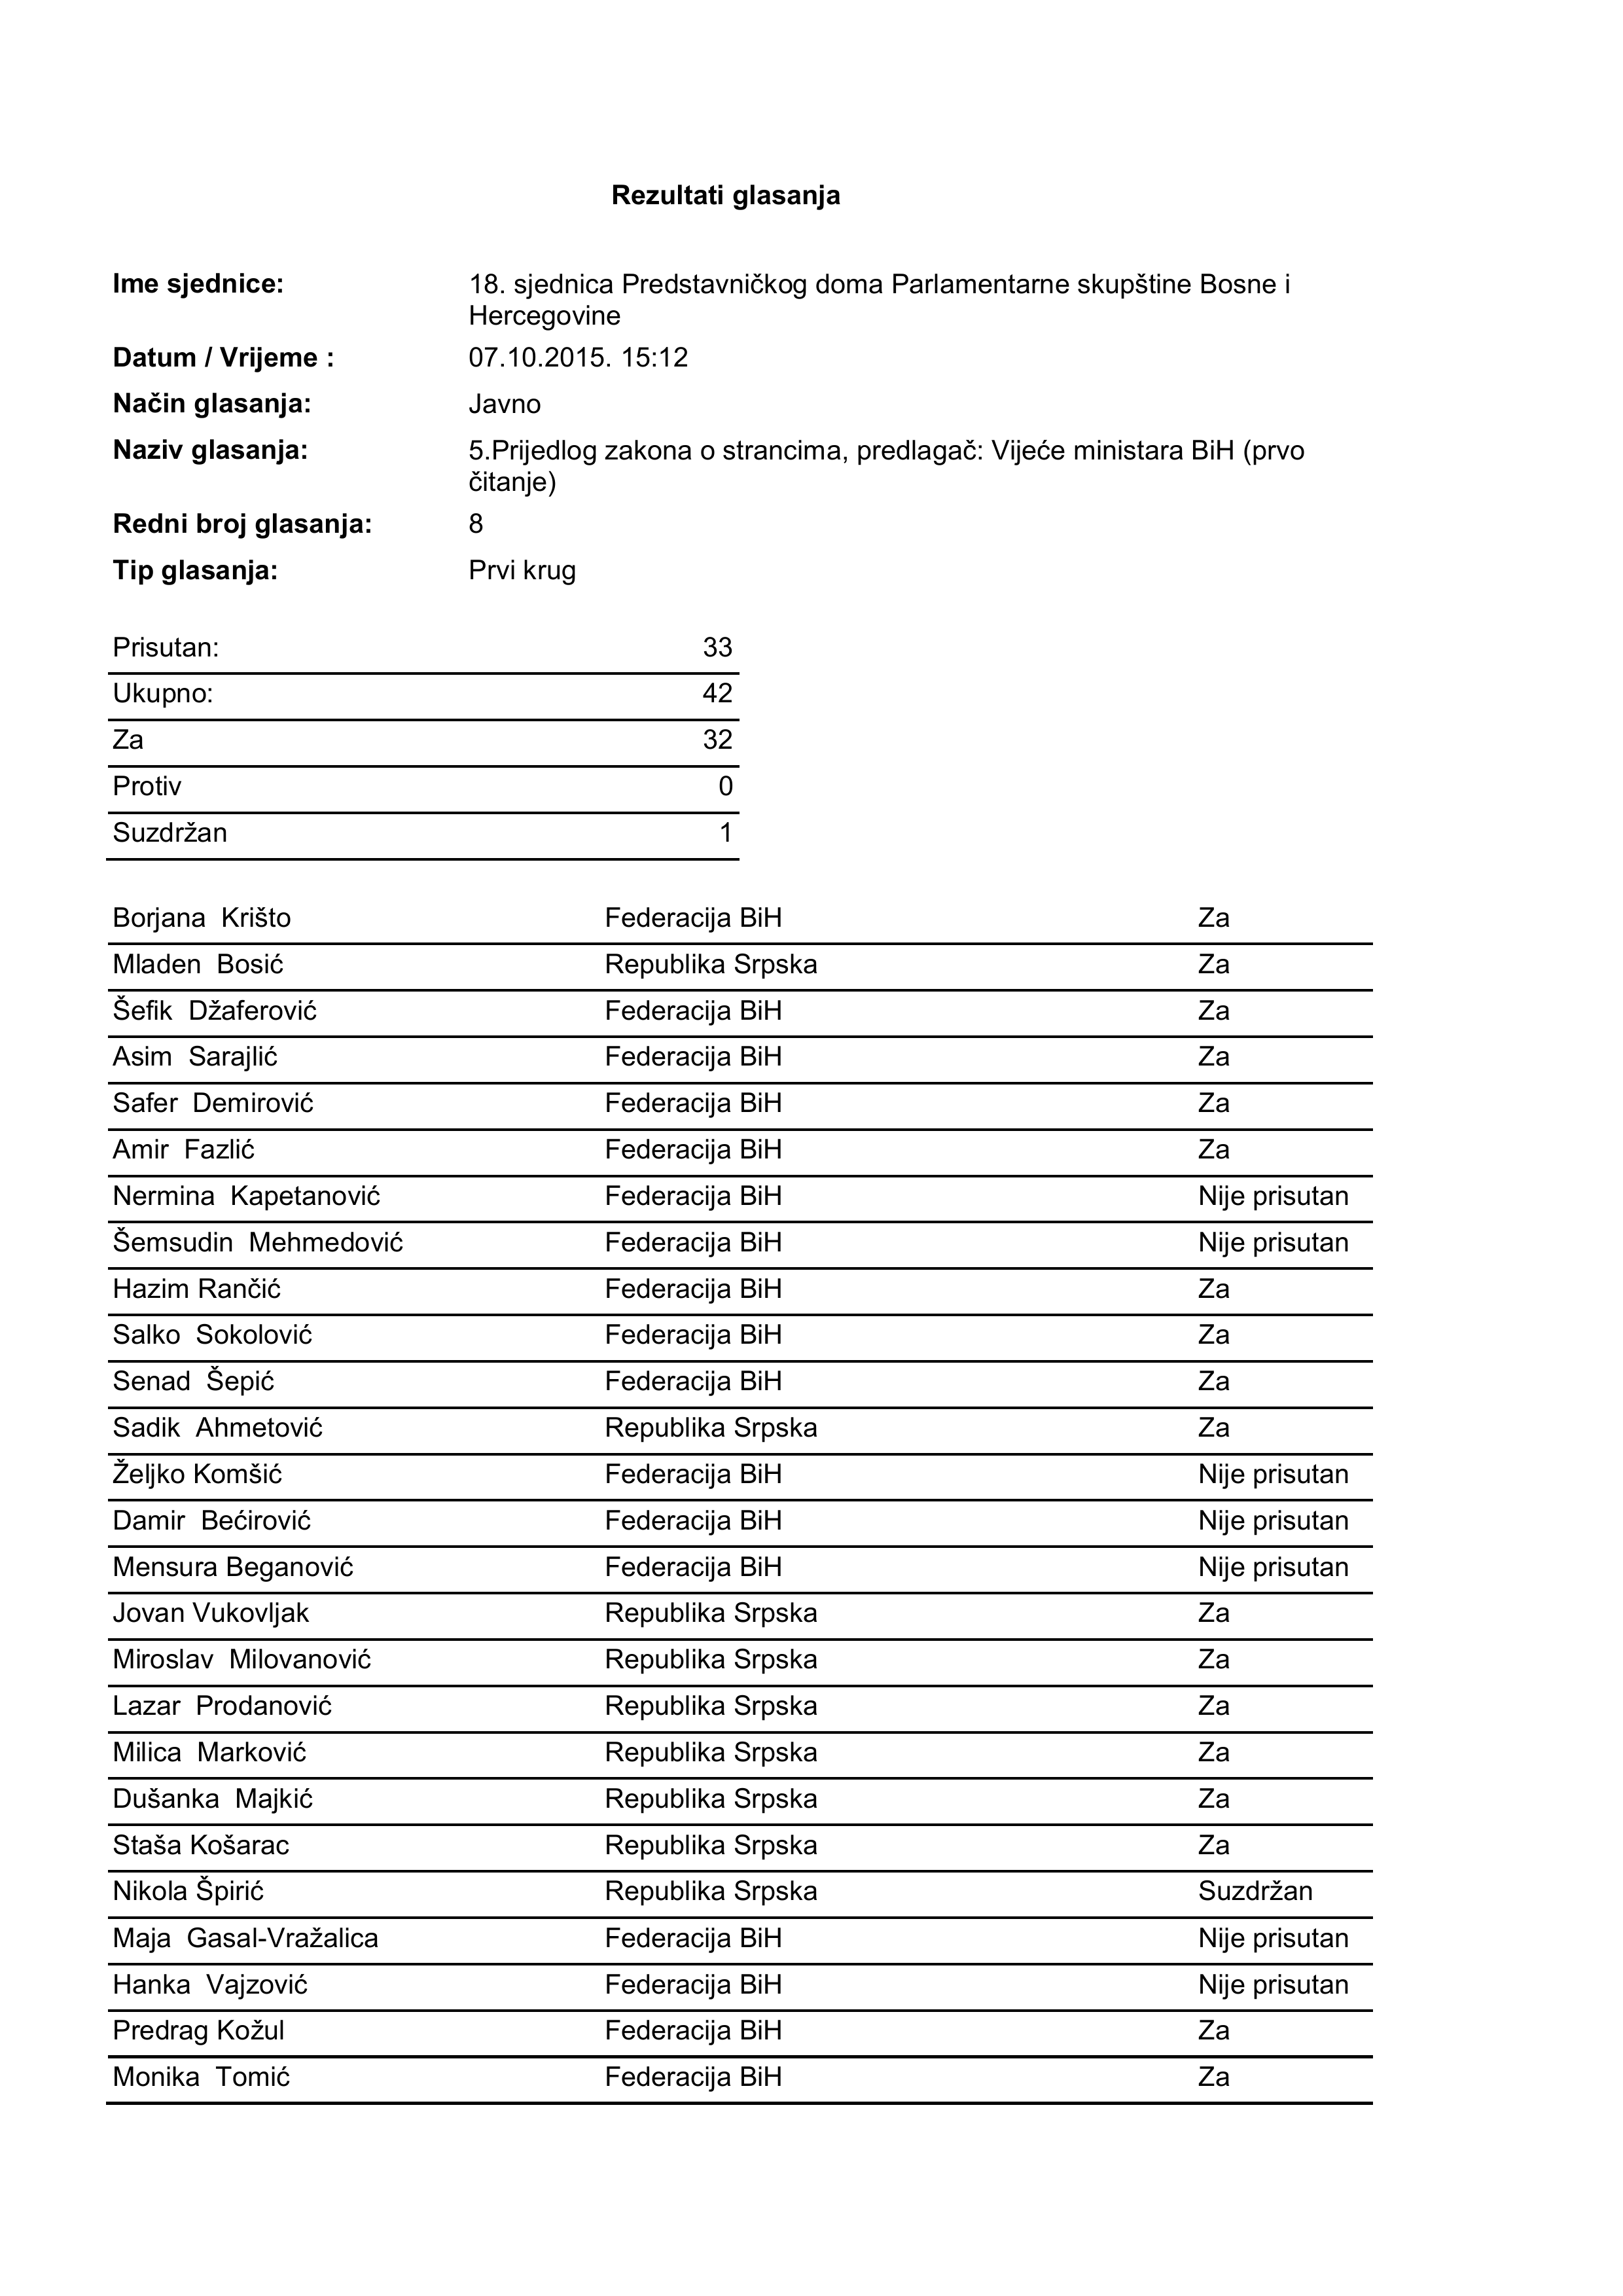 Rezultati glasanja
Ime sjednice: 18. sjednica Predstavničkog doma Parlamentarne skupštine Bosne i
Hercegovine
Datum / Vrijeme : 07.10.2015. 15:12
Način glasanja: Javno
Naziv glasanja: 5.Prijedlog zakona o strancima, predlagač: Vijeće ministara BiH (prvo
čitanje)
Redni broj glasanja: 8
Tip glasanja: Prvi krug
Prisutan: 33
Ukupno: 42
Za 32
Protiv 0
Suzdržan 1
Borjana Krišto Federacija BiH Za
Mladen Bosić Republika Srpska Za
Šefik Džaferović Federacija BiH Za
Asim Sarajlić Federacija BiH Za
Safer Demirović Federacija BiH Za
Amir Fazlić Federacija BiH Za
Nermina Kapetanović Federacija BiH Nije prisutan
Šemsudin Mehmedović Federacija BiH Nije prisutan
Hazim Rančić Federacija BiH Za
Salko Sokolović Federacija BiH Za
Senad Šepić Federacija BiH Za
Sadik Ahmetović Republika Srpska Za
Željko Komšić Federacija BiH Nije prisutan
Damir Bećirović Federacija BiH Nije prisutan
Mensura Beganović Federacija BiH Nije prisutan
Jovan Vukovljak Republika Srpska Za
Miroslav Milovanović Republika Srpska Za
Lazar Prodanović Republika Srpska Za
Milica Marković Republika Srpska Za
Dušanka Majkić Republika Srpska Za
Staša Košarac Republika Srpska Za
Nikola Špirić Republika Srpska Suzdržan
Maja Gasal-Vražalica Federacija BiH Nije prisutan
Hanka Vajzović Federacija BiH Nije prisutan
Predrag Kožul Federacija BiH Za
Monika Tomić Federacija BiH Za